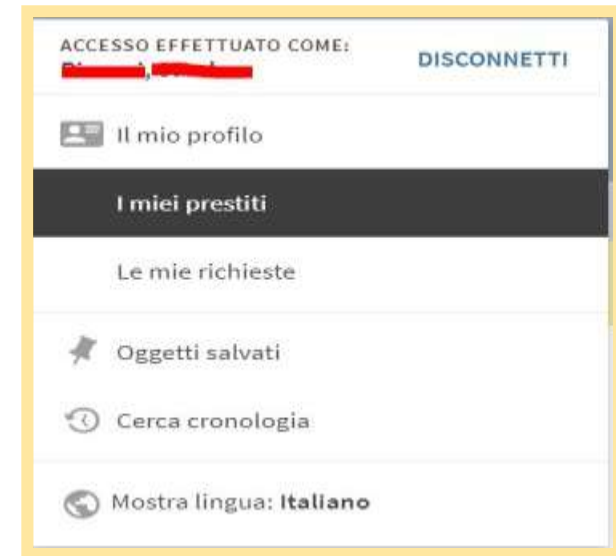 ACCESSO EFFETTUATO COME:
DISCONNETTI
Il mio profilo
I miei prestiti
Le mie richieste
Oggetti salvati
Cerca cronologia
Mostra lingua: Italiano